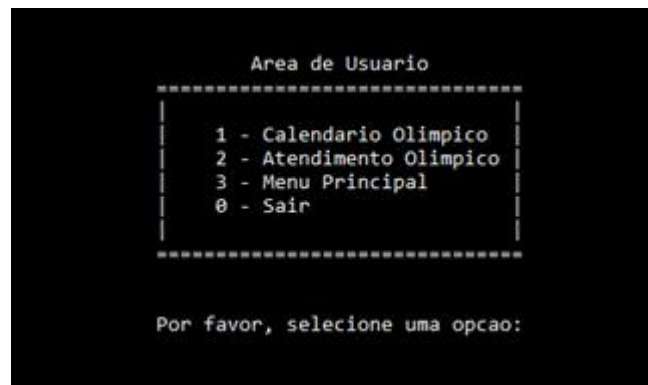 Area de Usuario
1 - Calendario Olimpico
2 - Atendimento Olimpico
3 - Menu Principal
0 - Sair
Por favor, selecione uma opcao: